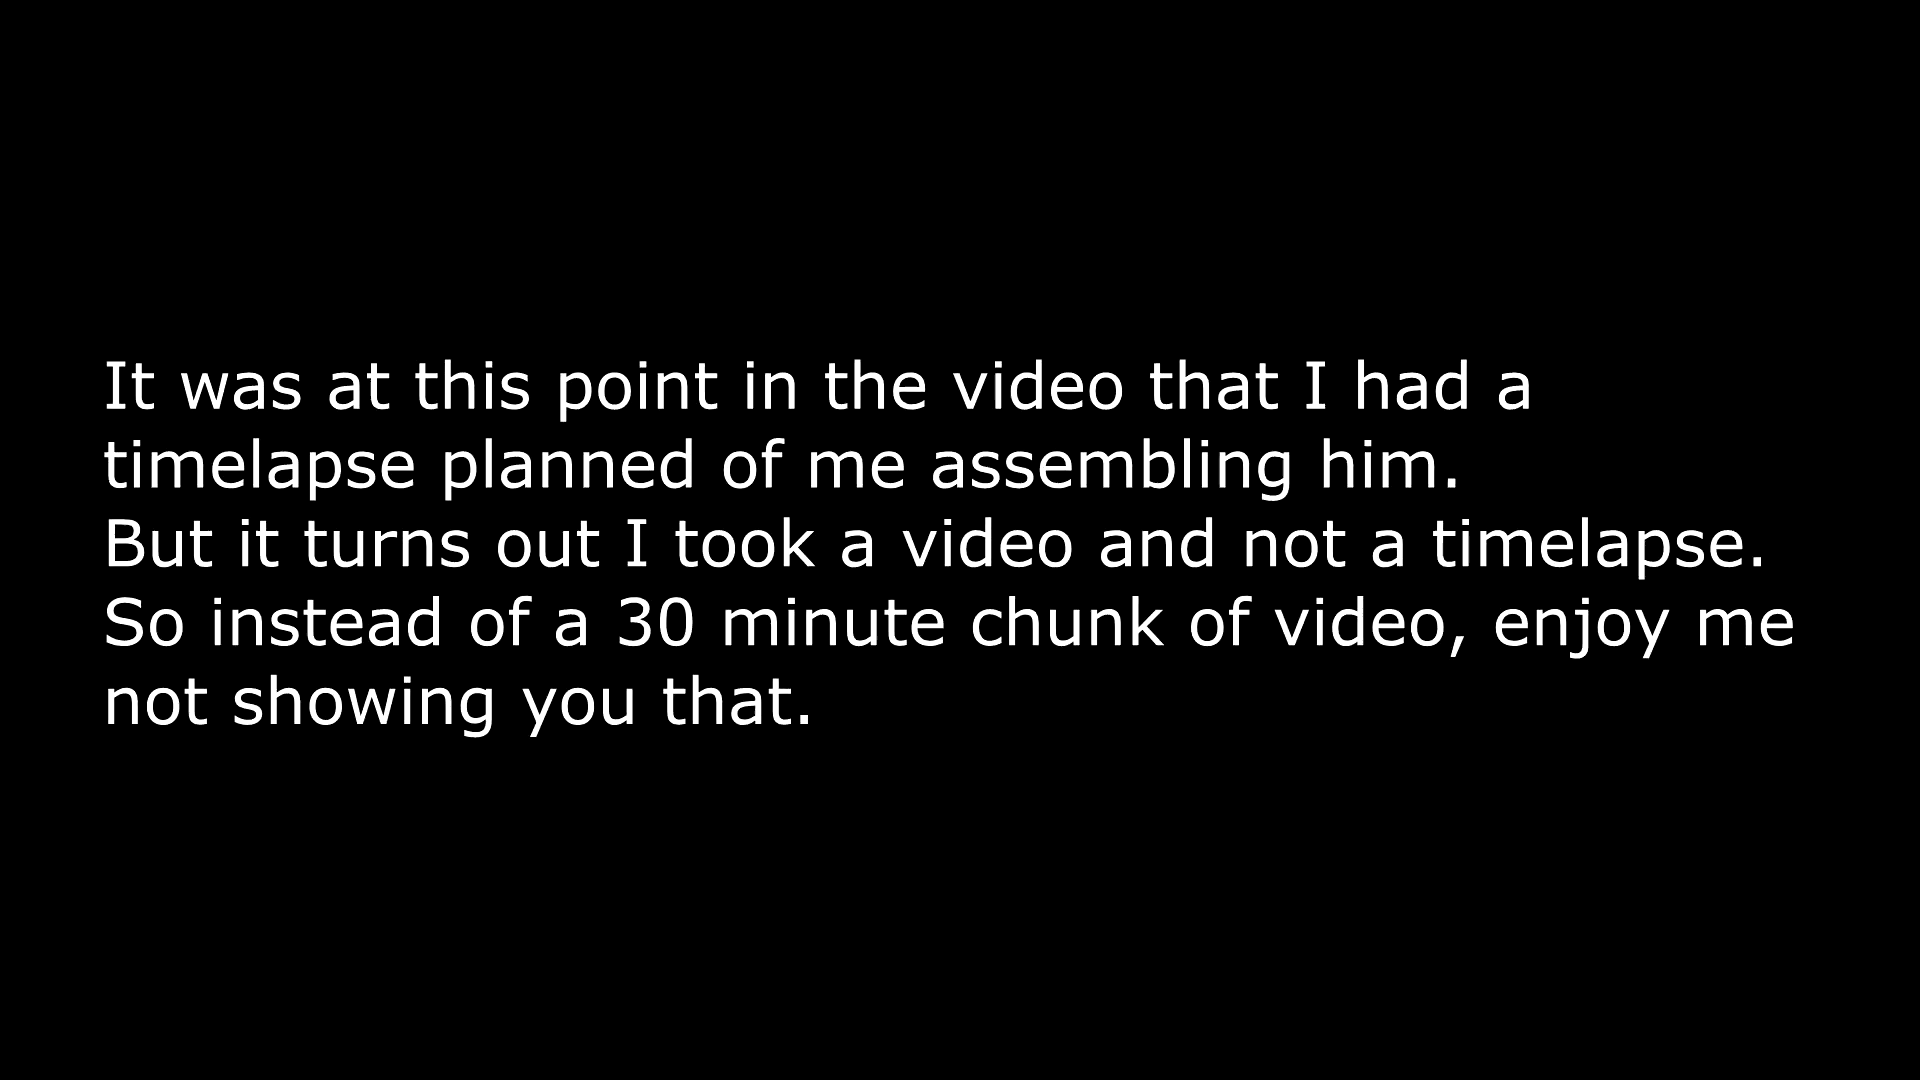 It was at this point in the video that I had a
timelapse planned of me assembling him.
But it turns out I took a video and not a timelapse.
So instead of a 30 minute chunk of video, enjoy me
not showing you that.